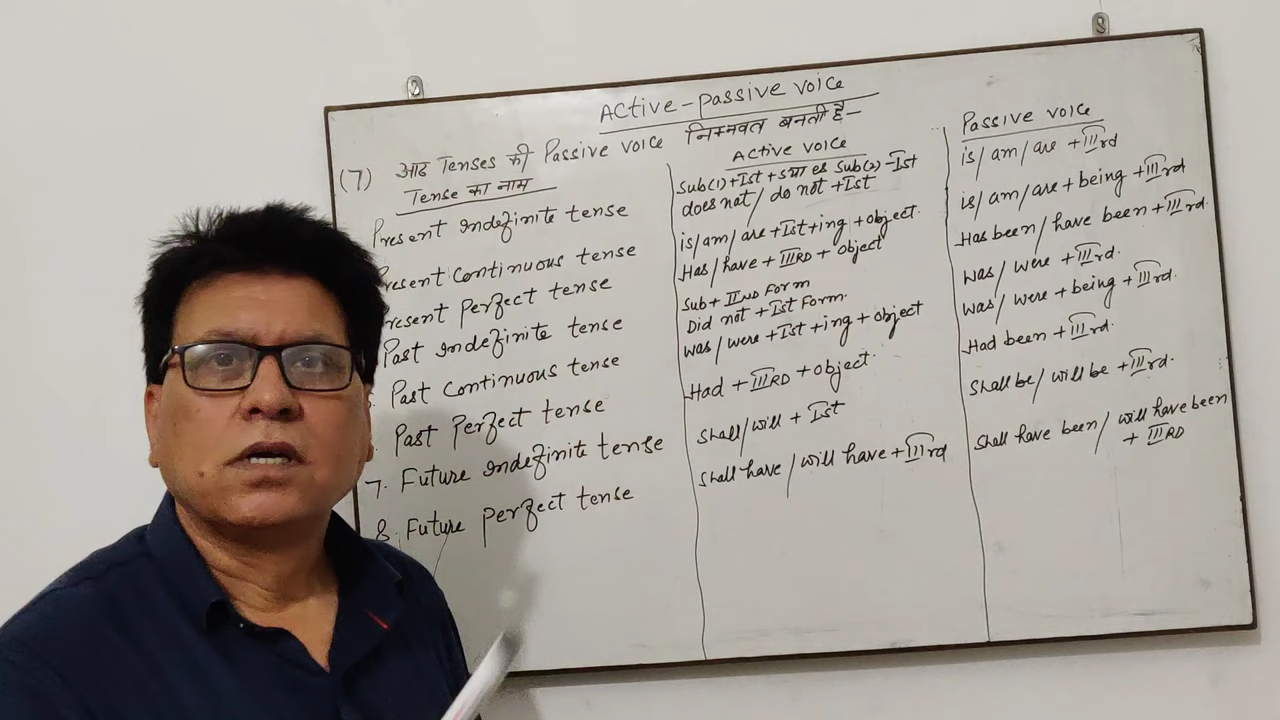 Active-passive voice
(7) आठ Tenses की Passive voice निम्नवत बनती है-
Tense का नाम
Present Indefinite tense
Present Continuous tense
Present Perfect tense
Past Indefinite tense
Past Continuous tense
Past Perfect tense
7. Future Indefinite tense
8. Future perfect tense
Active voice
Sub(1)+Ist+s या es Sub(2)-Ist
does not/ do not +Ist
is/am/are+Ist+ing+object.
Has/have+IIIRD+object
Sub+IIND Form
Did not +Ist Form.
was/were+Ist+ing+object
Had+IIIRD+object.
Shall/will+Ist
Shall have/will have+IIIrd
Passive voice
is/am/are+IIIrd
is/am/are+being+IIIrd
Has been/have been+IIIrd.
was/were+IIIrd.
was/were+being+IIIrd.
Had been+IIIrd.
Shall be/will be+IIIrd.
Shall have been/will have been
+IIIRD